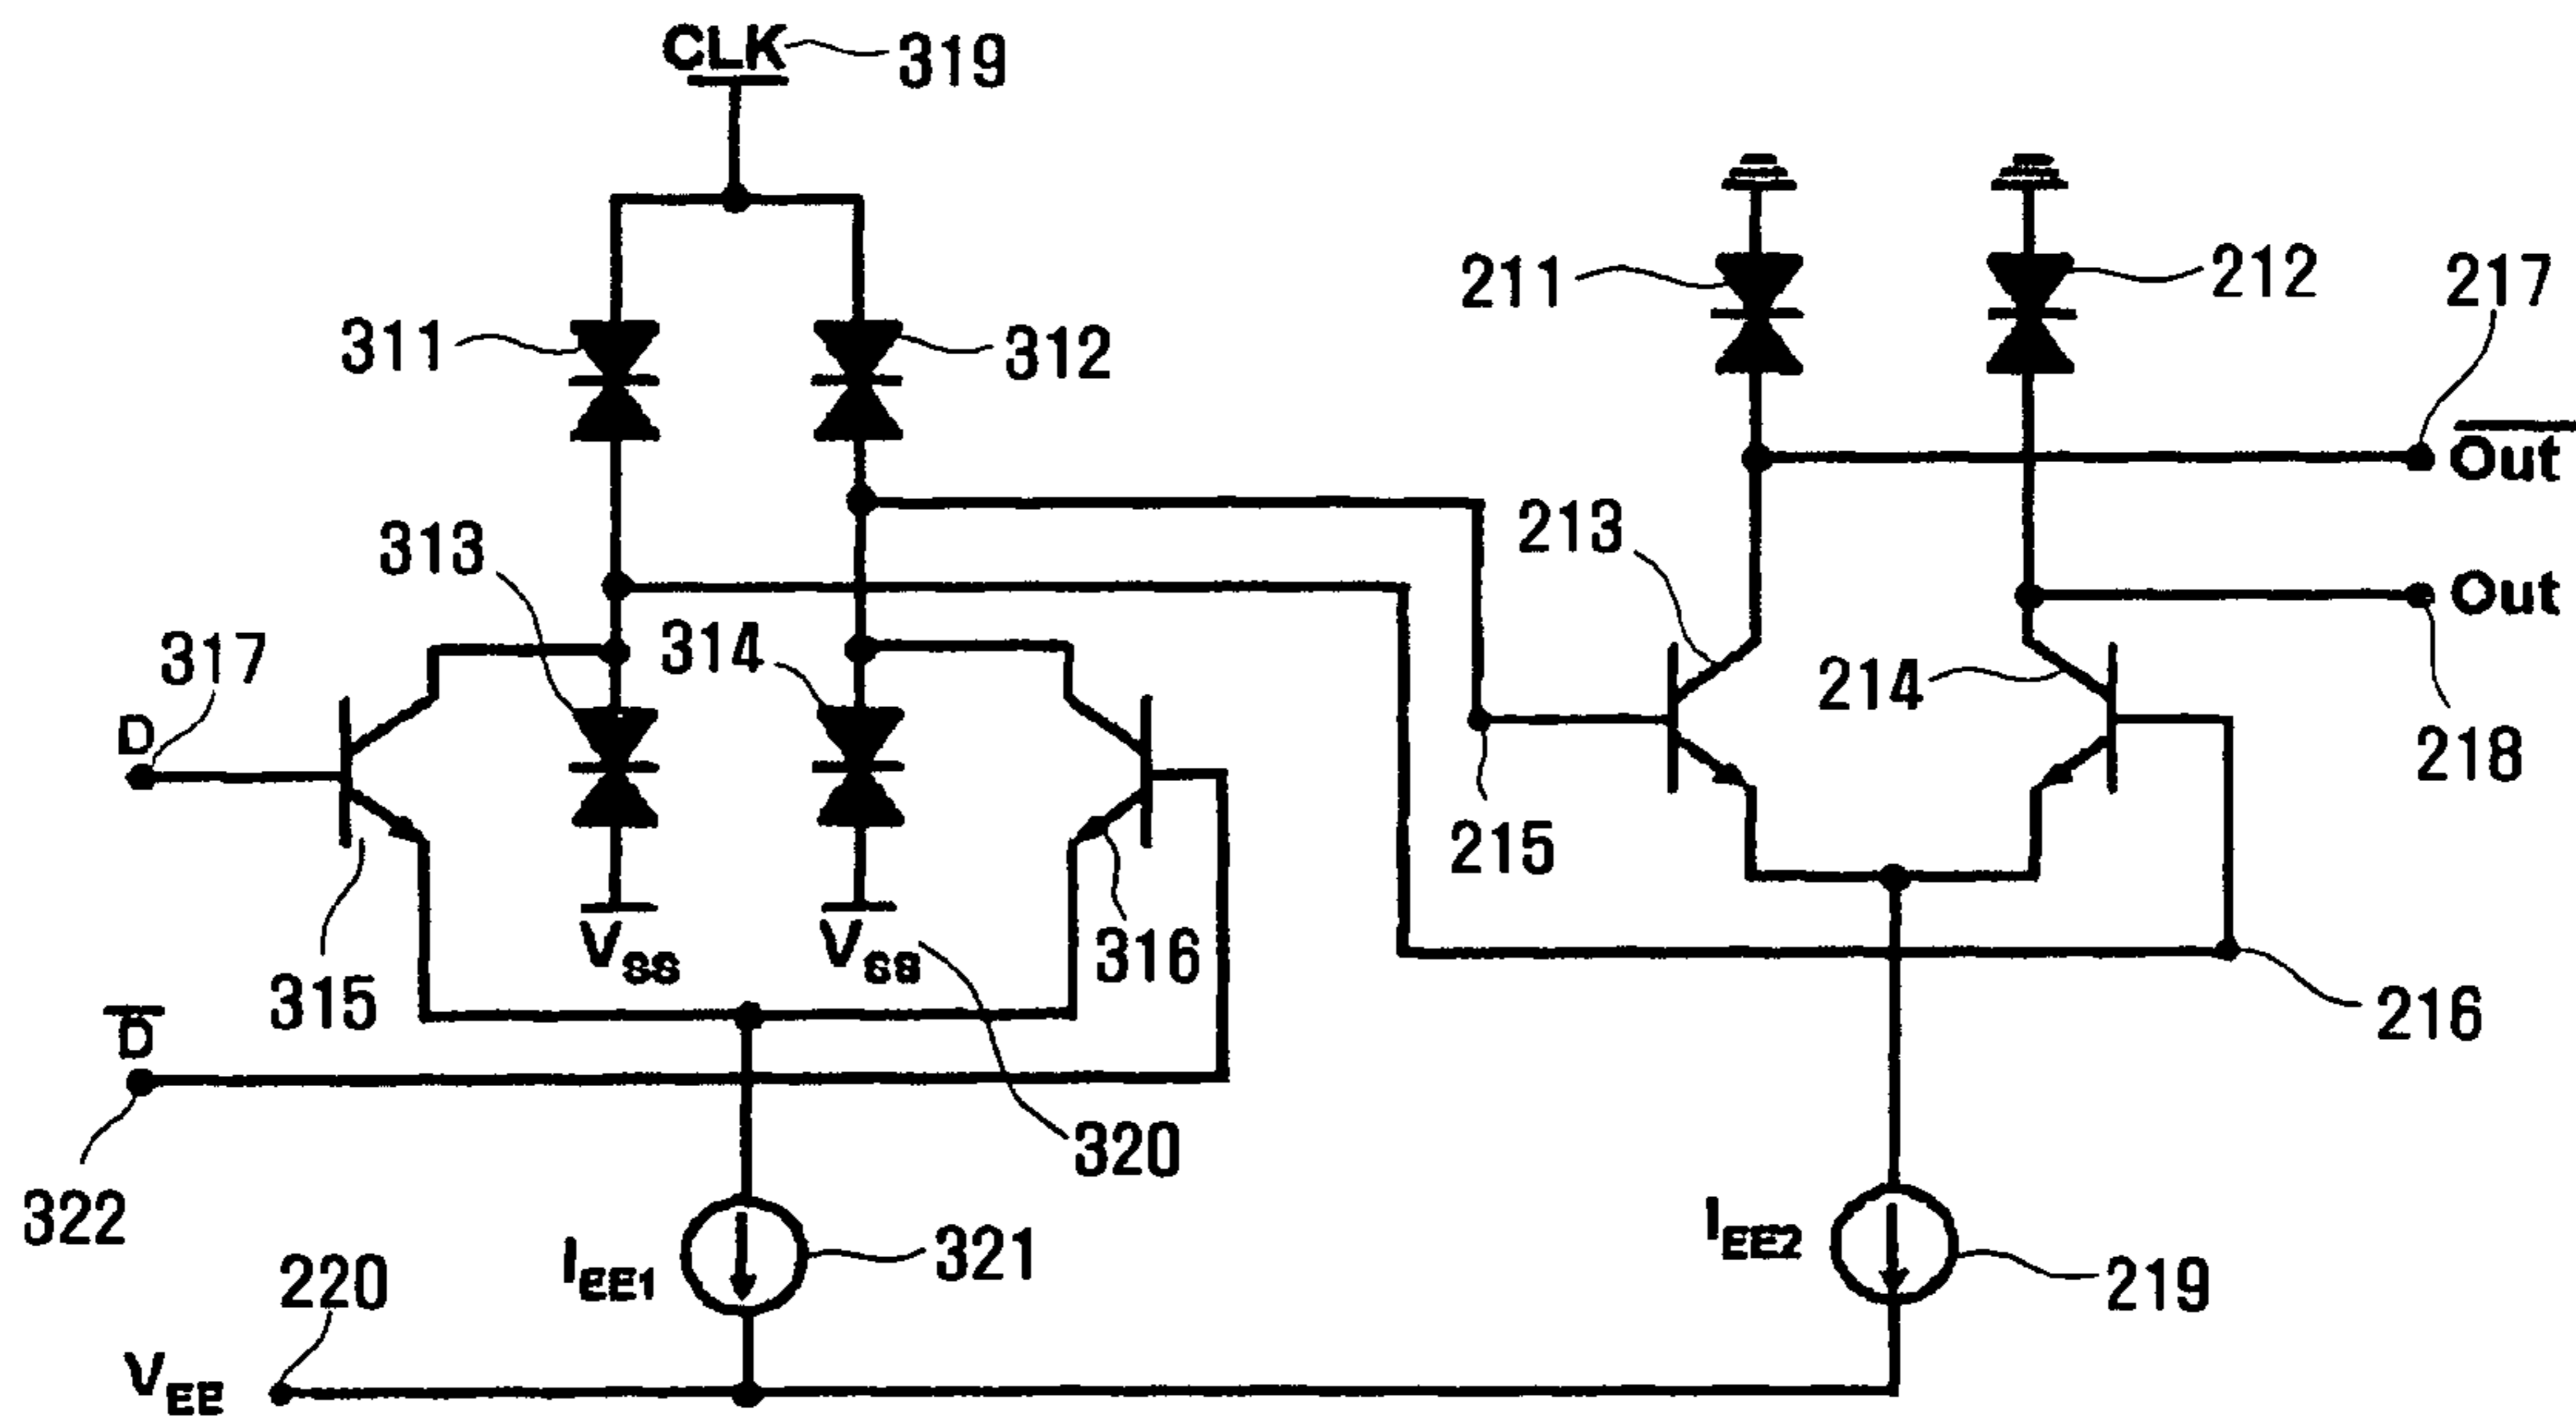 CLK 319
211 212 217
311 312
Out
313 213
317 314 Out
D 214
218
215
V_SS V_SS 316
315 216
D
320
322 I_EE1 321 I_EE2 219
220
V_EE